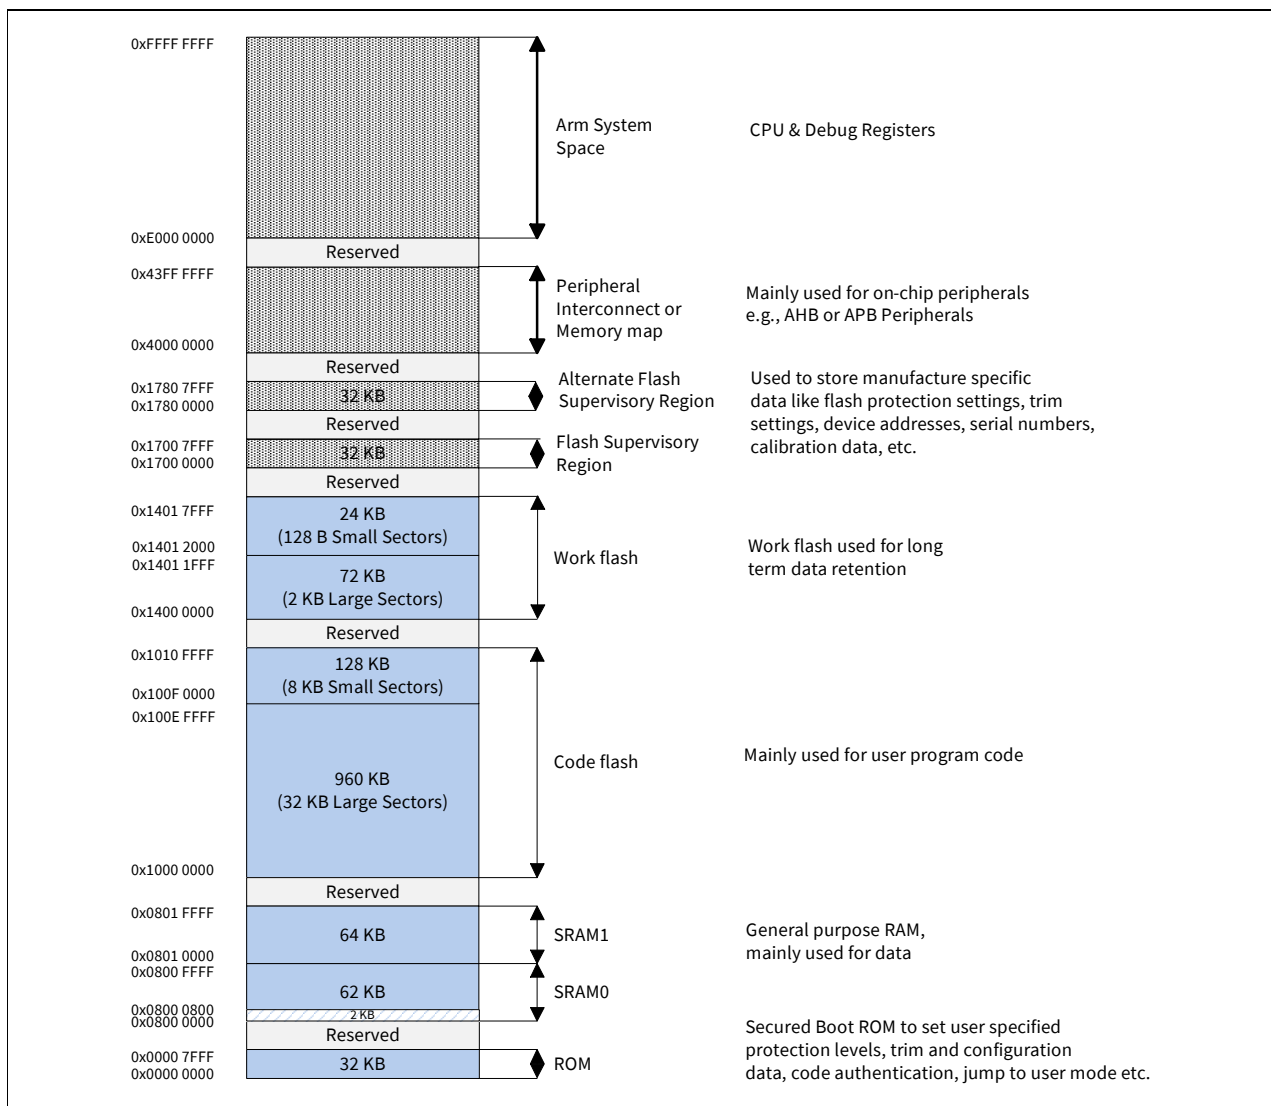 0xFFFF FFFF
Arm System
Space
CPU & Debug Registers
0xE000 0000
Reserved
0x43FF FFFF
Peripheral
Interconnect or
Memory map
Mainly used for on-chip peripherals
e.g., AHB or APB Peripherals
0x4000 0000
Reserved
0x1780 7FFF
0x1780 0000
32 KB
Alternate Flash
Supervisory Region
Used to store manufacture specific
data like flash protection settings, trim
settings, device addresses, serial numbers,
calibration data, etc.
Reserved
0x1700 7FFF
0x1700 0000
32 KB
Flash Supervisory
Region
Reserved
0x1401 7FFF
24 KB
(128 B Small Sectors)
0x1401 2000
0x1401 1FFF
72 KB
(2 KB Large Sectors)
0x1400 0000
Work flash
Work flash used for long
term data retention
Reserved
0x1010 FFFF
128 KB
(8 KB Small Sectors)
0x100F 0000
0x100E FFFF
960 KB
(32 KB Large Sectors)
0x1000 0000
Code flash
Mainly used for user program code
Reserved
0x0801 FFFF
64 KB
0x0801 0000
SRAM1
General purpose RAM,
mainly used for data
0x0800 FFFF
62 KB
SRAM0
0x0800 0800
2 KB
0x0800 0000
Reserved
0x0000 7FFF
0x0000 0000
32 KB
ROM
Secured Boot ROM to set user specified
protection levels, trim and configuration
data, code authentication, jump to user mode etc.